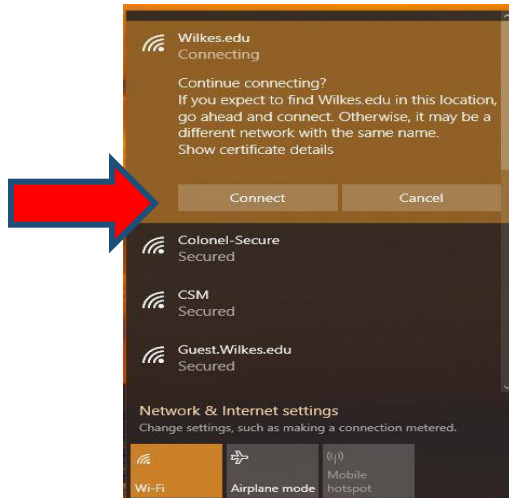 Wilkes.edu
Connecting
Continue connecting?
If you expect to find Wilkes.edu in this location,
go ahead and connect. Otherwise, it may be a
different network with the same name.
Show certificate details
Connect Cancel
Colonel-Secure
Secured
CSM
Secured
Guest.Wilkes.edu
Secured
Network & Internet settings
Change settings, such as making a connection metered.
Wi-Fi
Airplane mode
Mobile
hotspot